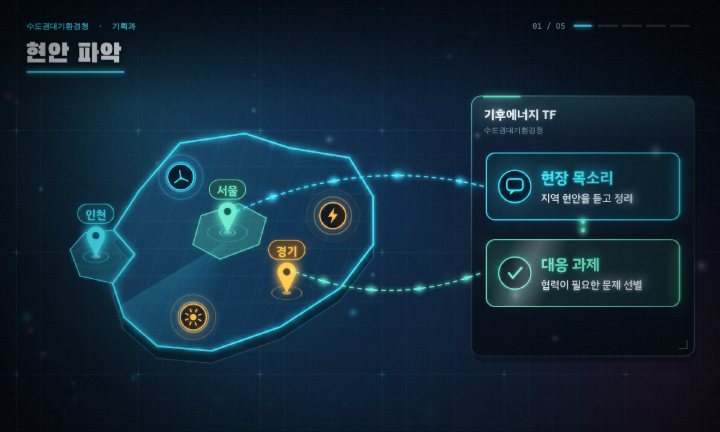 수도권대기환경청 · 기획과
현안 파악
01 / 05
인천
서울
경기
기후에너지 TF
수도권대기환경청
현장 목소리
지역 현안을 듣고 정리
대응 과제
협력이 필요한 문제 선별